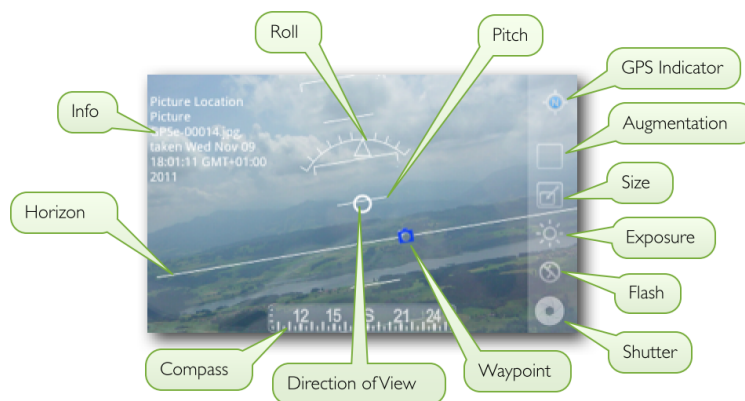 Roll
Pitch
GPS Indicator
Info
Picture Location
Picture
GPSe-00014.jpg,
taken Wed Nov 09
18:01:11 GMT+01:00
2011
N
Augmentation
Size
Horizon
Exposure
Flash
12 15 S 21 24
Shutter
Compass
Direction of View
Waypoint